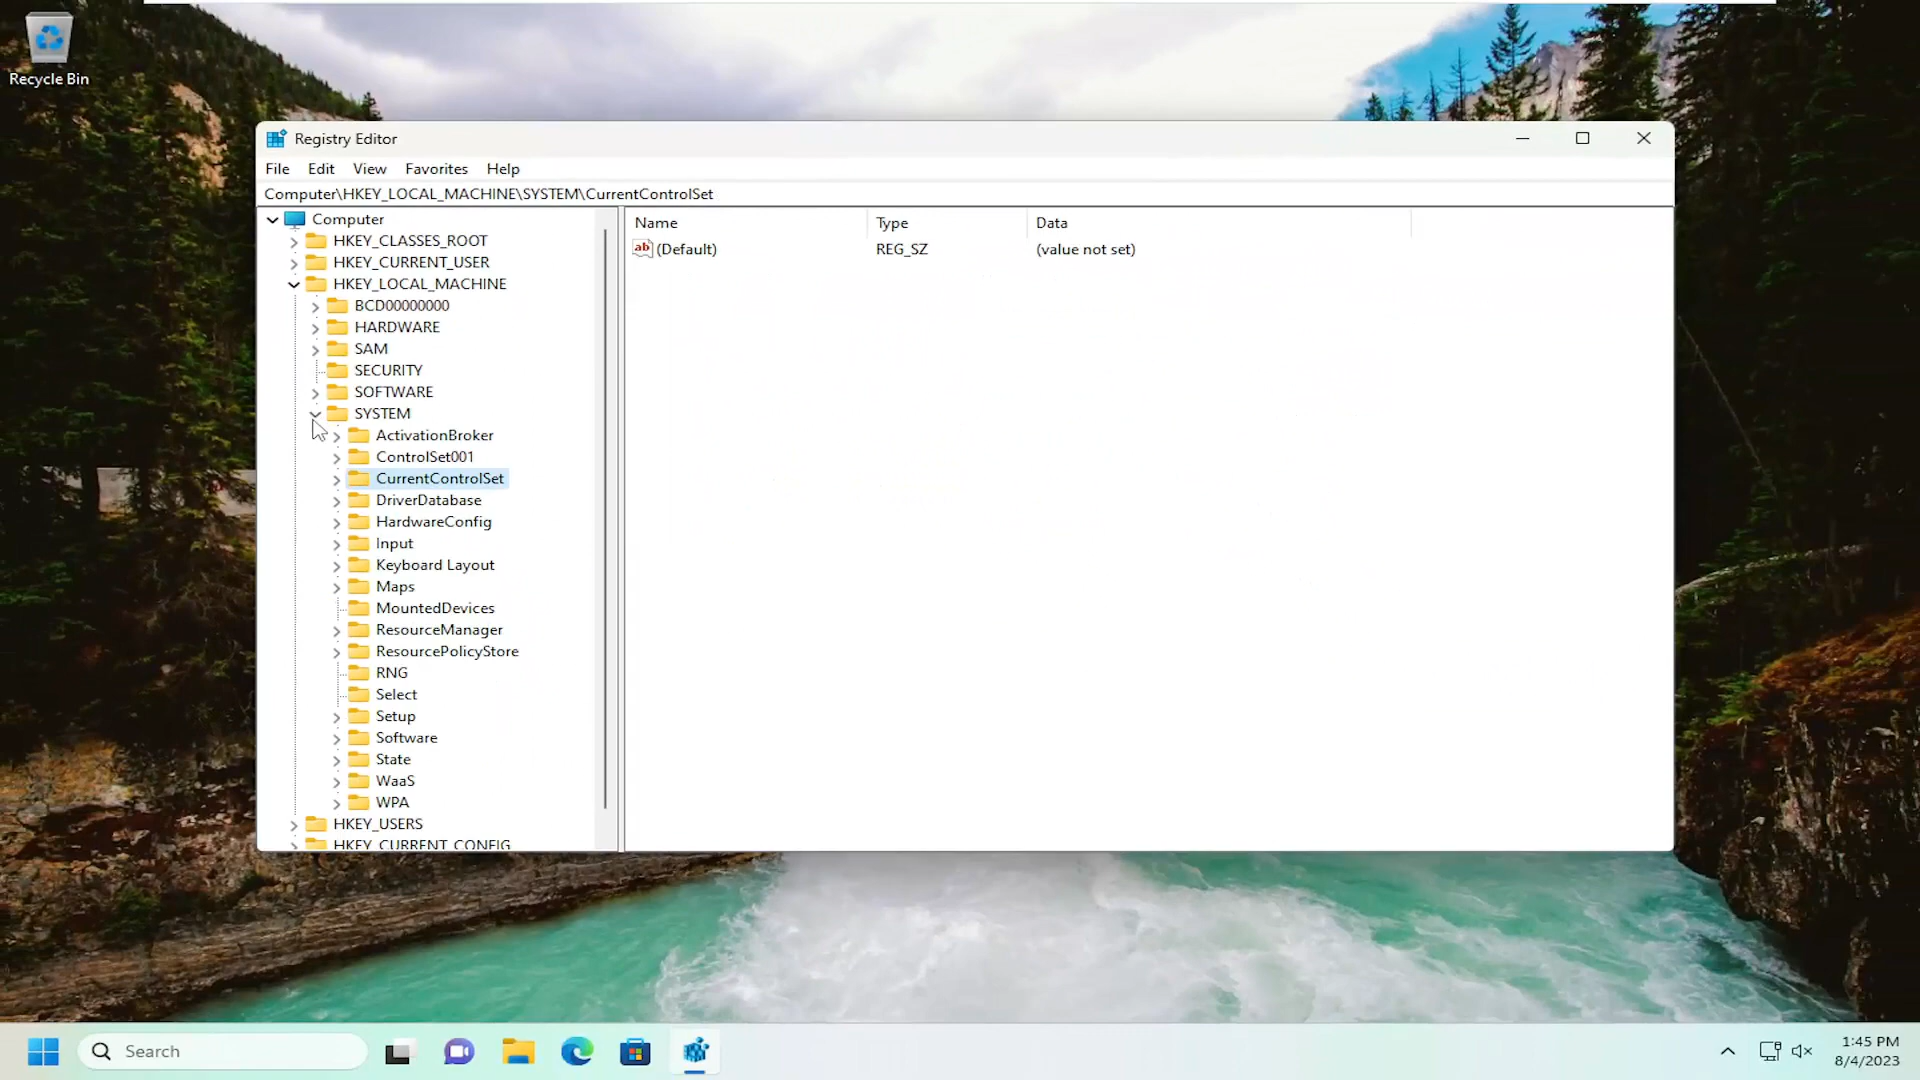 Recycle Bin
Registry Editor
File Edit View Favorites Help
Computer\HKEY_LOCAL_MACHINE\SYSTEM\CurrentControlSet
Computer
HKEY_CLASSES_ROOT
HKEY_CURRENT_USER
HKEY_LOCAL_MACHINE
BCD00000000
HARDWARE
SAM
SECURITY
SOFTWARE
SYSTEM
ActivationBroker
ControlSet001
CurrentControlSet
DriverDatabase
HardwareConfig
Input
Keyboard Layout
Maps
MountedDevices
ResourceManager
ResourcePolicyStore
RNG
Select
Setup
Software
State
WaaS
WPA
HKEY_USERS
HKEY_CURRENT_CONFIG
Name Type Data
ab (Default) REG_SZ (value not set)
Search
1:45 PM
8/4/2023